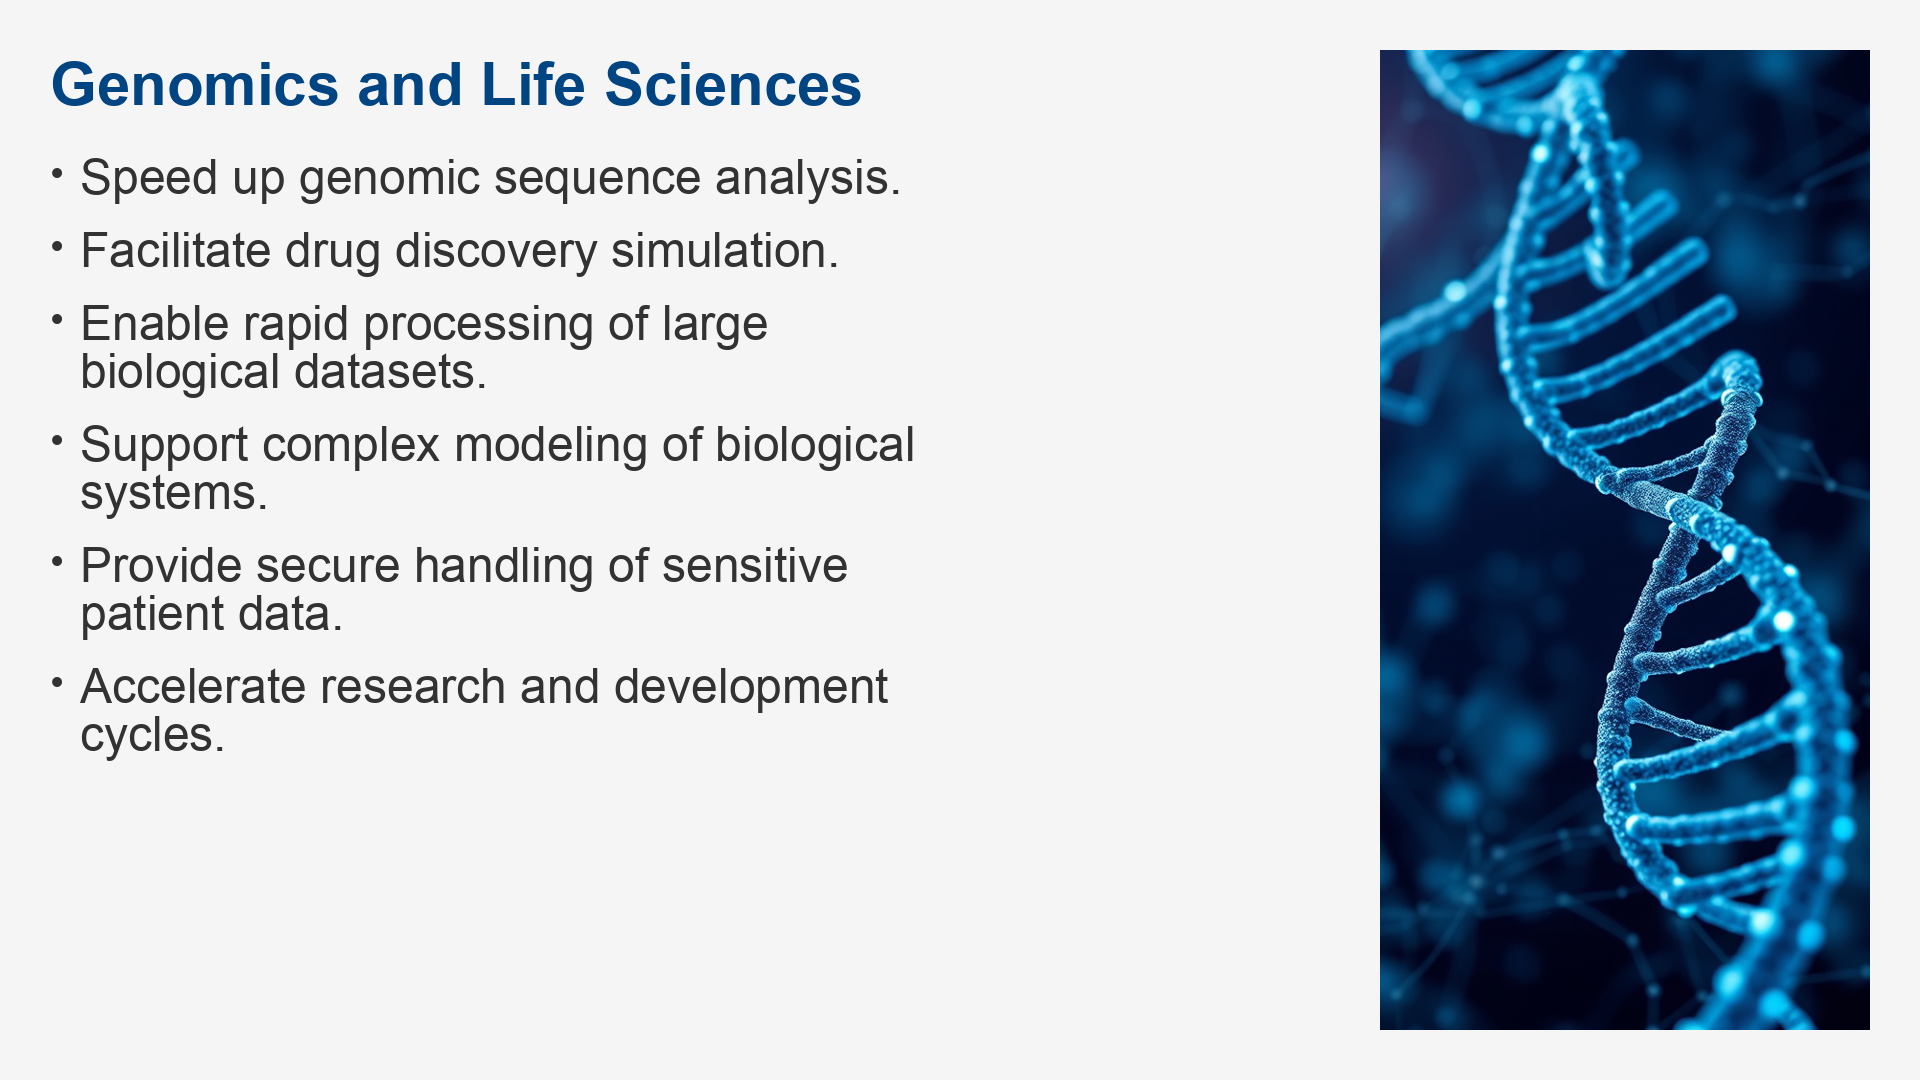 Genomics and Life Sciences
• Speed up genomic sequence analysis.
• Facilitate drug discovery simulation.
• Enable rapid processing of large
biological datasets.
• Support complex modeling of biological
systems.
• Provide secure handling of sensitive
patient data.
• Accelerate research and development
cycles.